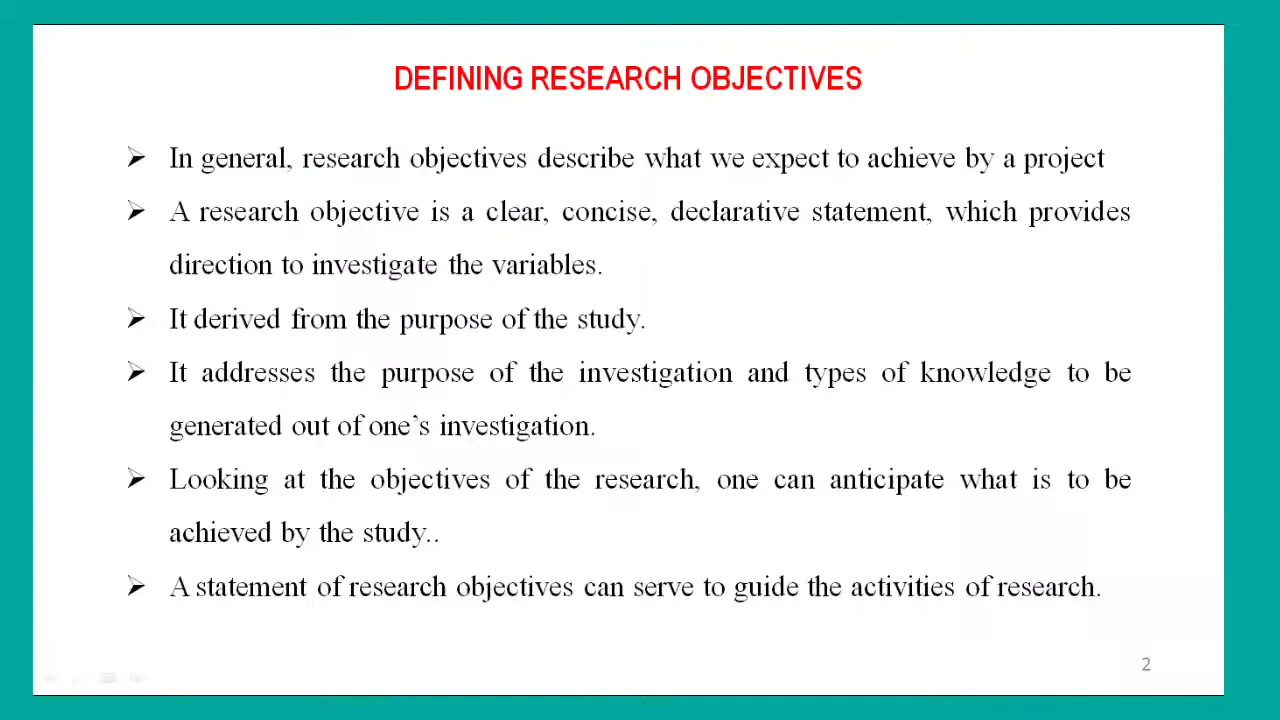 DEFINING RESEARCH OBJECTIVES
➢ In general, research objectives describe what we expect to achieve by a project
➢ A research objective is a clear, concise, declarative statement, which provides
direction to investigate the variables.
➢ It derived from the purpose of the study.
➢ It addresses the purpose of the investigation and types of knowledge to be
generated out of one’s investigation.
➢ Looking at the objectives of the research, one can anticipate what is to be
achieved by the study..
➢ A statement of research objectives can serve to guide the activities of research.
2